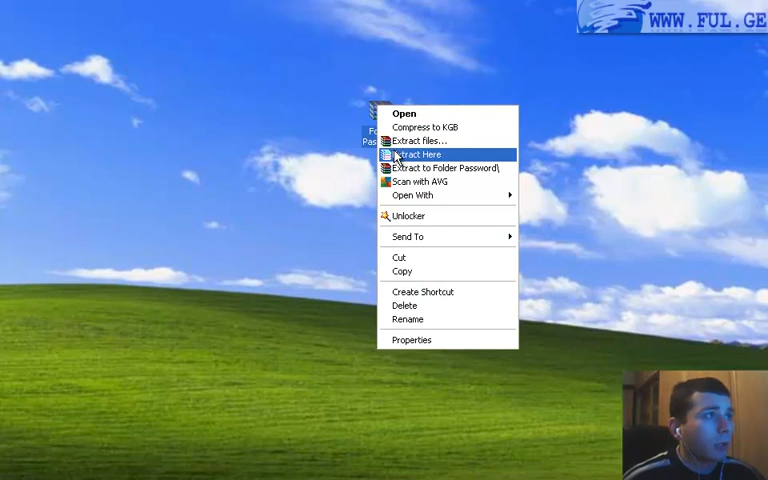 WWW.FUL.GE
Open
Compress to KGB
Extract files...
Extract Here
Extract to Folder Password\
Scan with AVG
Open With
Unlocker
Send To
Cut
Copy
Create Shortcut
Delete
Rename
Properties